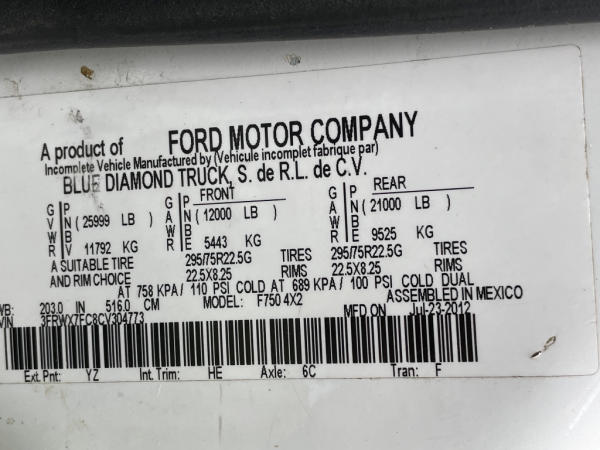 A product of FORD MOTOR COMPANY
Incomplete Vehicle Manufactured by (Vehicule incomplet fabrique par)
BLUE DIAMOND TRUCK, S. de R.L. de C.V.
FRONT REAR
G P G P G P
V N ( 25999 LB ) A N ( 12000 LB ) A N ( 21000 LB )
W B W B W B
R V 11792 KG R E 5443 KG R E 9525 KG
A SUITABLE TIRE 295/75R22.5G TIRES 295/75R22.5G TIRES
AND RIM CHOICE 22.5X8.25 RIMS 22.5X8.25 RIMS
AT 758 KPA/ 110 PSI COLD AT 689 KPA/ 100 PSI COLD DUAL
WB: 203.0 IN 516.0 CM MODEL: F750 4X2 ASSEMBLED IN MEXICO
VIN 3FRWX7FC8CV304773 MFD ON Jul-23-2012
Ext. Pnt: YZ Int. Trim: HE Axle: 6C Tran: F